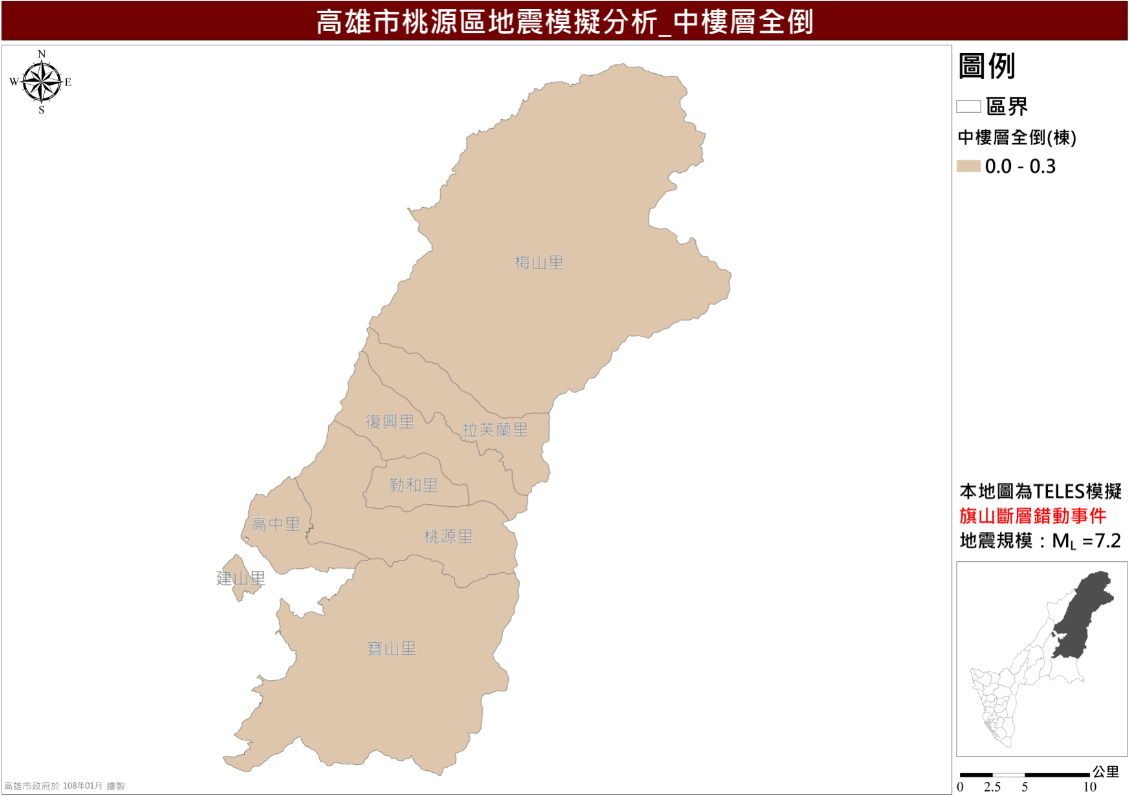 高雄市桃源區地震模擬分析_中樓層全倒
N
W
E
S
圖例
區界
中樓層全倒(棟)
0.0 - 0.3
梅山里
復興里
拉芙蘭里
勤和里
高中里
桃源里
建山里
寶山里
本地圖為TELES模擬
旗山斷層錯動事件
地震規模：ML =7.2
公里
0 2.5 5 10
高雄市政府於 108年01月 繪製